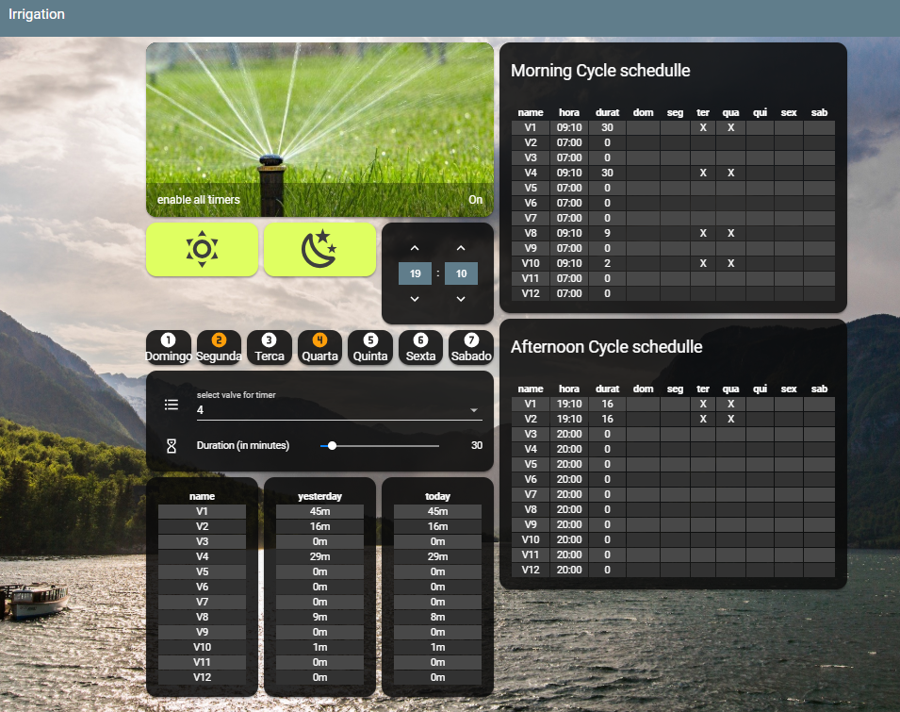 Irrigation
enable all timers On
19 : 10
1 2 3 4 5 6 7
Domingo Segunda Terca Quarta Quinta Sexta Sabado
select valve for timer
4
Duration (in minutes) 30
name yesterday today
V1 45m 45m
V2 16m 16m
V3 0m 0m
V4 29m 29m
V5 0m 0m
V6 0m 0m
V7 0m 0m
V8 9m 8m
V9 0m 0m
V10 1m 1m
V11 0m 0m
V12 0m 0m
Morning Cycle schedulle
name hora durat dom seg ter qua qui sex sab
V1 09:10 30 X X
V2 07:00 0
V3 07:00 0
V4 09:10 30 X X
V5 07:00 0
V6 07:00 0
V7 07:00 0
V8 09:10 9 X X
V9 07:00 0
V10 09:10 2 X X
V11 07:00 0
V12 07:00 0
Afternoon Cycle schedulle
name hora durat dom seg ter qua qui sex sab
V1 19:10 16 X X
V2 19:10 16 X X
V3 20:00 0
V4 20:00 0
V5 20:00 0
V6 20:00 0
V7 20:00 0
V8 20:00 0
V9 20:00 0
V10 20:00 0
V11 20:00 0
V12 20:00 0